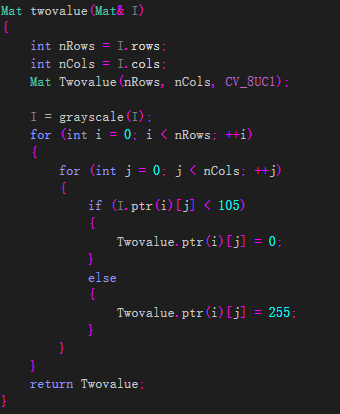 Mat twovalue(Mat& I)
{
    int nRows = I.rows;
    int nCols = I.cols;
    Mat Twovalue(nRows, nCols, CV_8UC1);

    I = grayscale(I);
    for (int i = 0; i < nRows; ++i)
    {
        for (int j = 0; j < nCols; ++j)
        {
            if (I.ptr(i)[j] < 105)
            {
                Twovalue.ptr(i)[j] = 0;
            }
            else
            {
                Twovalue.ptr(i)[j] = 255;
            }
        }
    }
    return Twovalue;
}